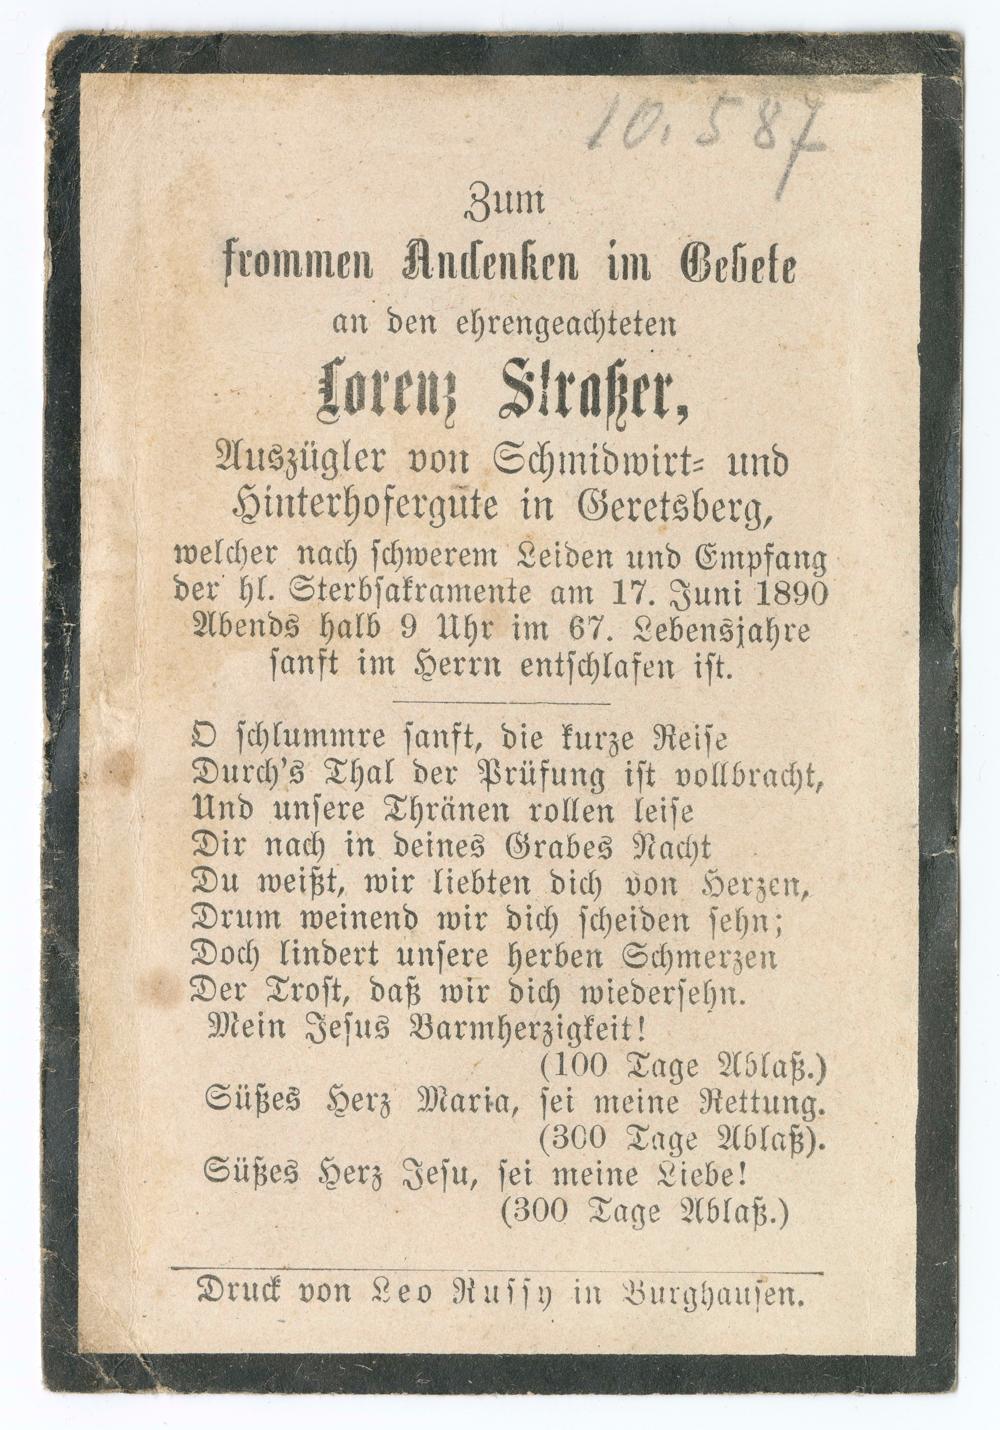 10. 587
Zum
frommen Andenken im Gebete
an den ehrengeachteten
Lorenz Straßer,
Auszügler von Schmidwirt- und
Hinterhofergute in Geretsberg,
welcher nach schwerem Leiden und Empfang
der hl. Sterbsakramente am 17. Juni 1890
Abends halb 9 Uhr im 67. Lebensjahre
sanft im Herrn entschlafen ist.
O schlummre sanft, die kurze Reise
Durch's Thal der Prüfung ist vollbracht,
Und unsere Thränen rollen leise
Dir nach in deines Grabes Nacht
Du weißt, wir liebten dich von Herzen,
Drum weinend wir dich scheiden sehn;
Doch lindert unsere herben Schmerzen
Der Trost, daß wir dich wiedersehn.
Mein Jesus Barmherzigkeit!
(100 Tage Ablaß.)
Süßes Herz Maria, sei meine Rettung.
(300 Tage Ablaß).
Süßes Herz Jesu, sei meine Liebe!
(300 Tage Ablaß.)
Druck von Leo Russy in Burghausen.